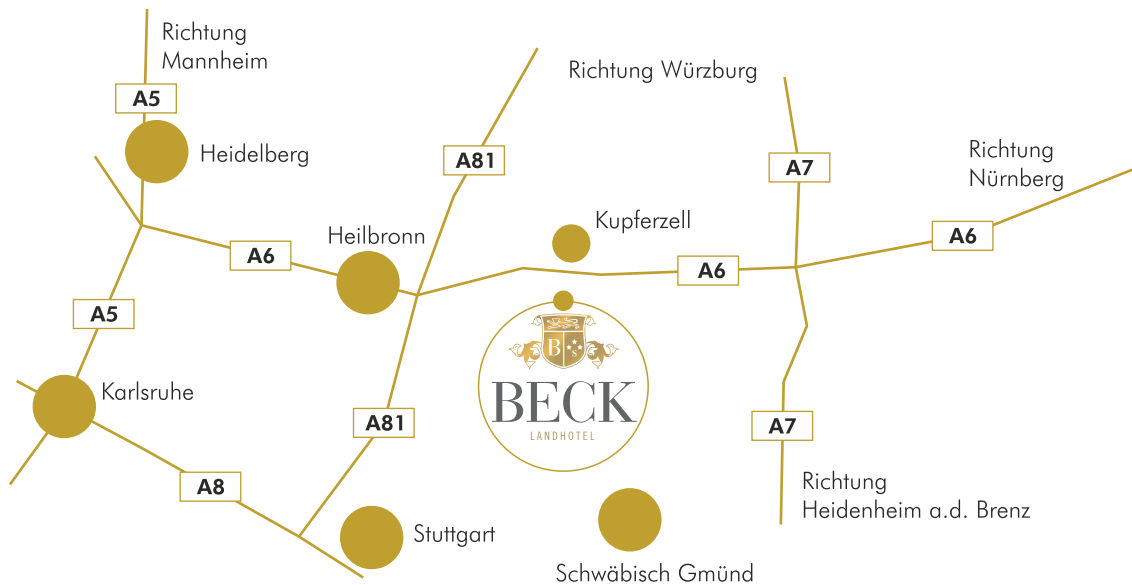 Richtung
Mannheim
A5
Heidelberg
Richtung Würzburg
A81
A7
Richtung
Nürnberg
A6
Kupferzell
Heilbronn
A6
A6
A5
B
S
BECK
LANDHOTEL
Karlsruhe
A81
A7
A8
Richtung
Heidenheim a.d. Brenz
Stuttgart
Schwäbisch Gmünd